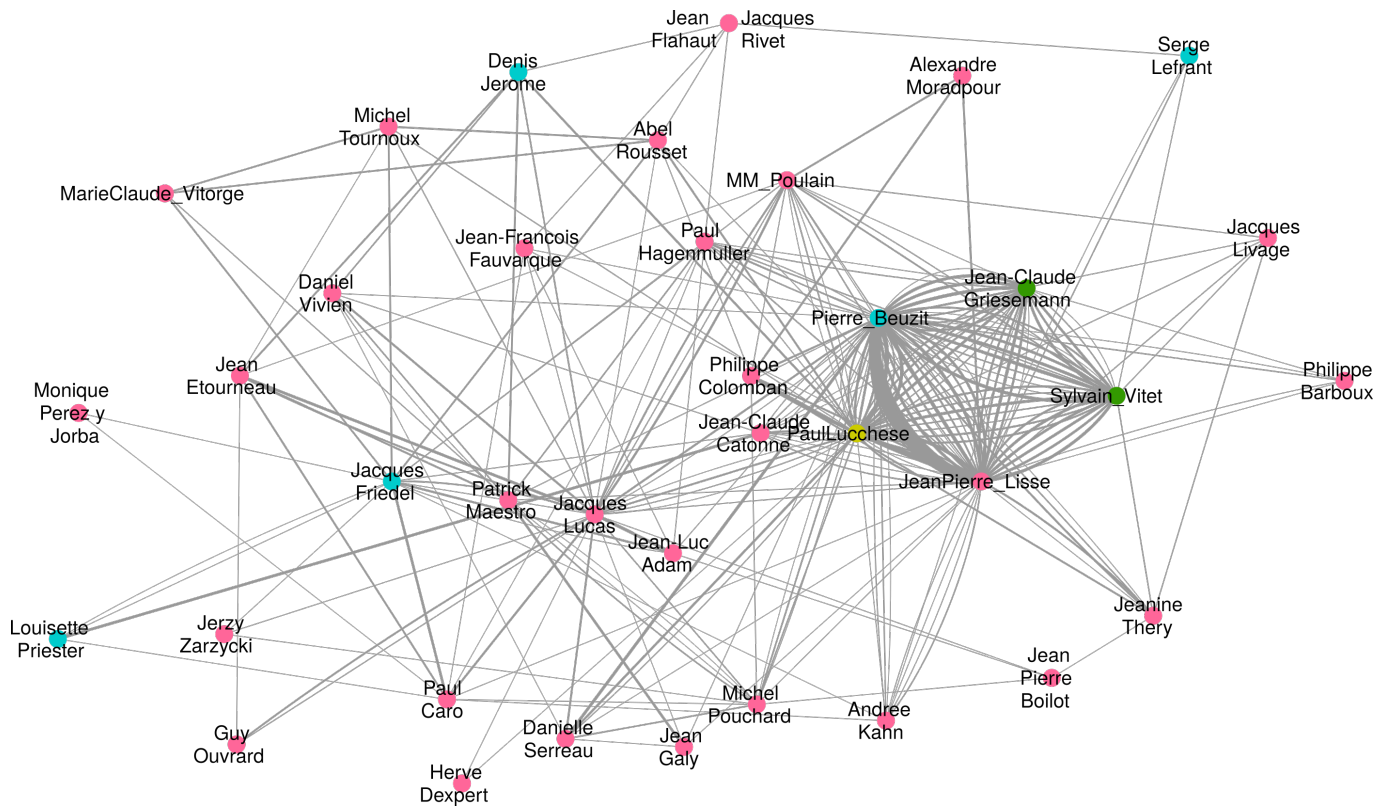 Jean
Flahaut
Jacques
Rivet
Serge
Lefrant
Denis
Jerome
Alexandre
Moradpour
Michel
Tournoux
Abel
Rousset
MM_Poulain
MarieClaude_Vitorge
Jean-Francois
Fauvarque
Paul
Hagenmuller
Jacques
Livage
Daniel
Vivien
Jean-Claude
Griesemann
Pierre_Beuzit
Jean
Etourneau
Philippe
Colomban
Philippe
Barboux
Sylvain_Vitet
Monique
Perez y
Jorba
Jean-Claude
Catonne
PaulLucchese
Jacques
Friedel
Patrick
Maestro
Jacques
Lucas
JeanPierre_Lisse
Jean-Luc
Adam
Jeanine
Thery
Louisette
Priester
Jerzy
Zarzycki
Jean
Pierre
Boilot
Paul
Caro
Michel
Pouchard
Andree
Kahn
Guy
Ouvrard
Danielle
Serreau
Jean
Galy
Herve
Dexpert